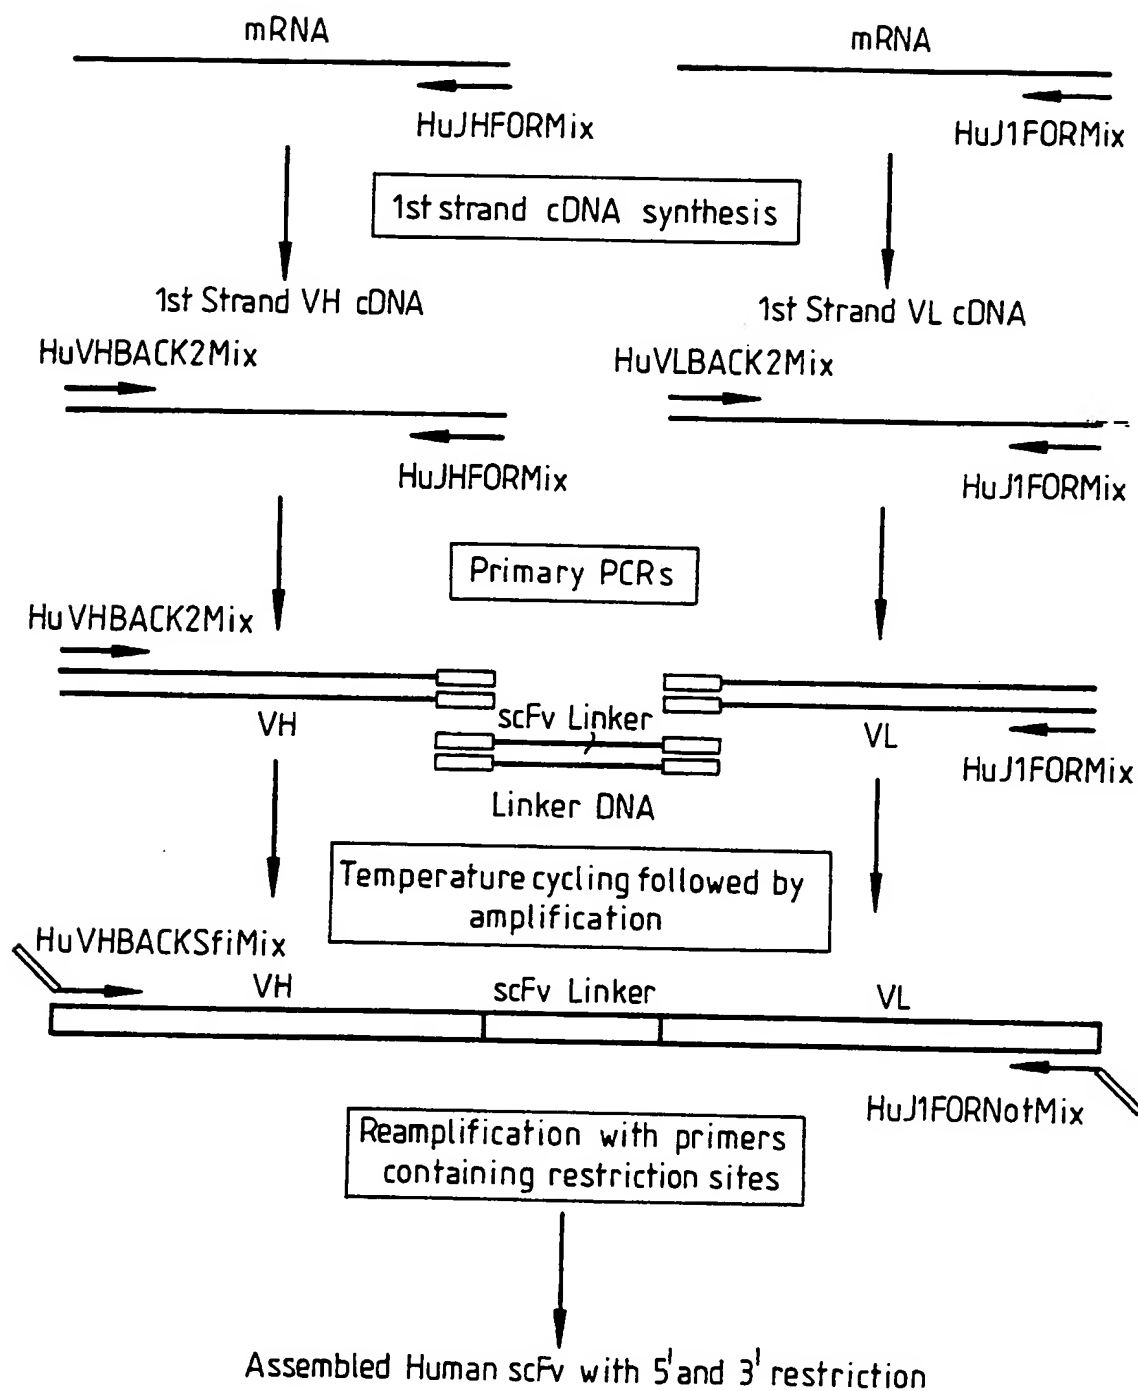 mRNA
mRNA
HuJHFORMix
HuJ1FORMix
1st strand cDNA synthesis
1st Strand VH cDNA
1st Strand VL cDNA
HuVHBACK2Mix
HuVLBACK2Mix
HuJHFORMix
HuJ1FORMix
Primary PCRs
HuVHBACK2Mix
VH
scFv Linker
VL
HuJ1FORMix
Linker DNA
Temperature cycling followed by
amplification
HuVHBACKSfiMix
VH
scFv Linker
VL
HuJ1FORNotMix
Reamplification with primers
containing restriction sites
Assembled Human scFv with 5' and 3' restriction